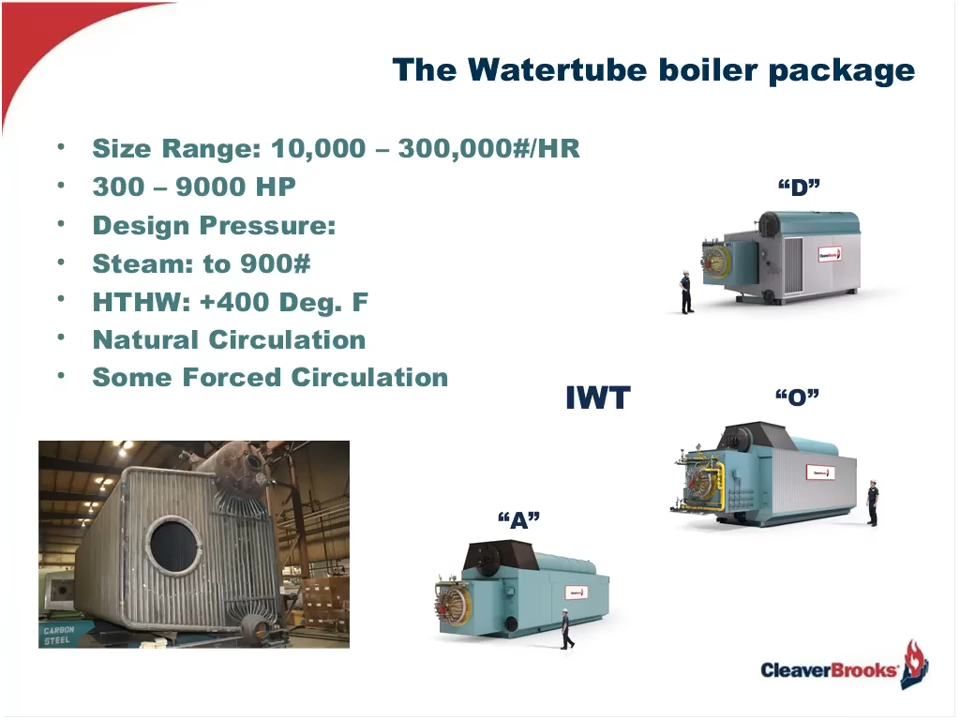 The Watertube boiler package
• Size Range: 10,000 – 300,000#/HR
• 300 – 9000 HP
• Design Pressure:
• Steam: to 900#
• HTHW: +400 Deg. F
• Natural Circulation
• Some Forced Circulation
“D”
CleaverBrooks
IWT
“O”
“A”
CARBON
STEEL
CleaverBrooks